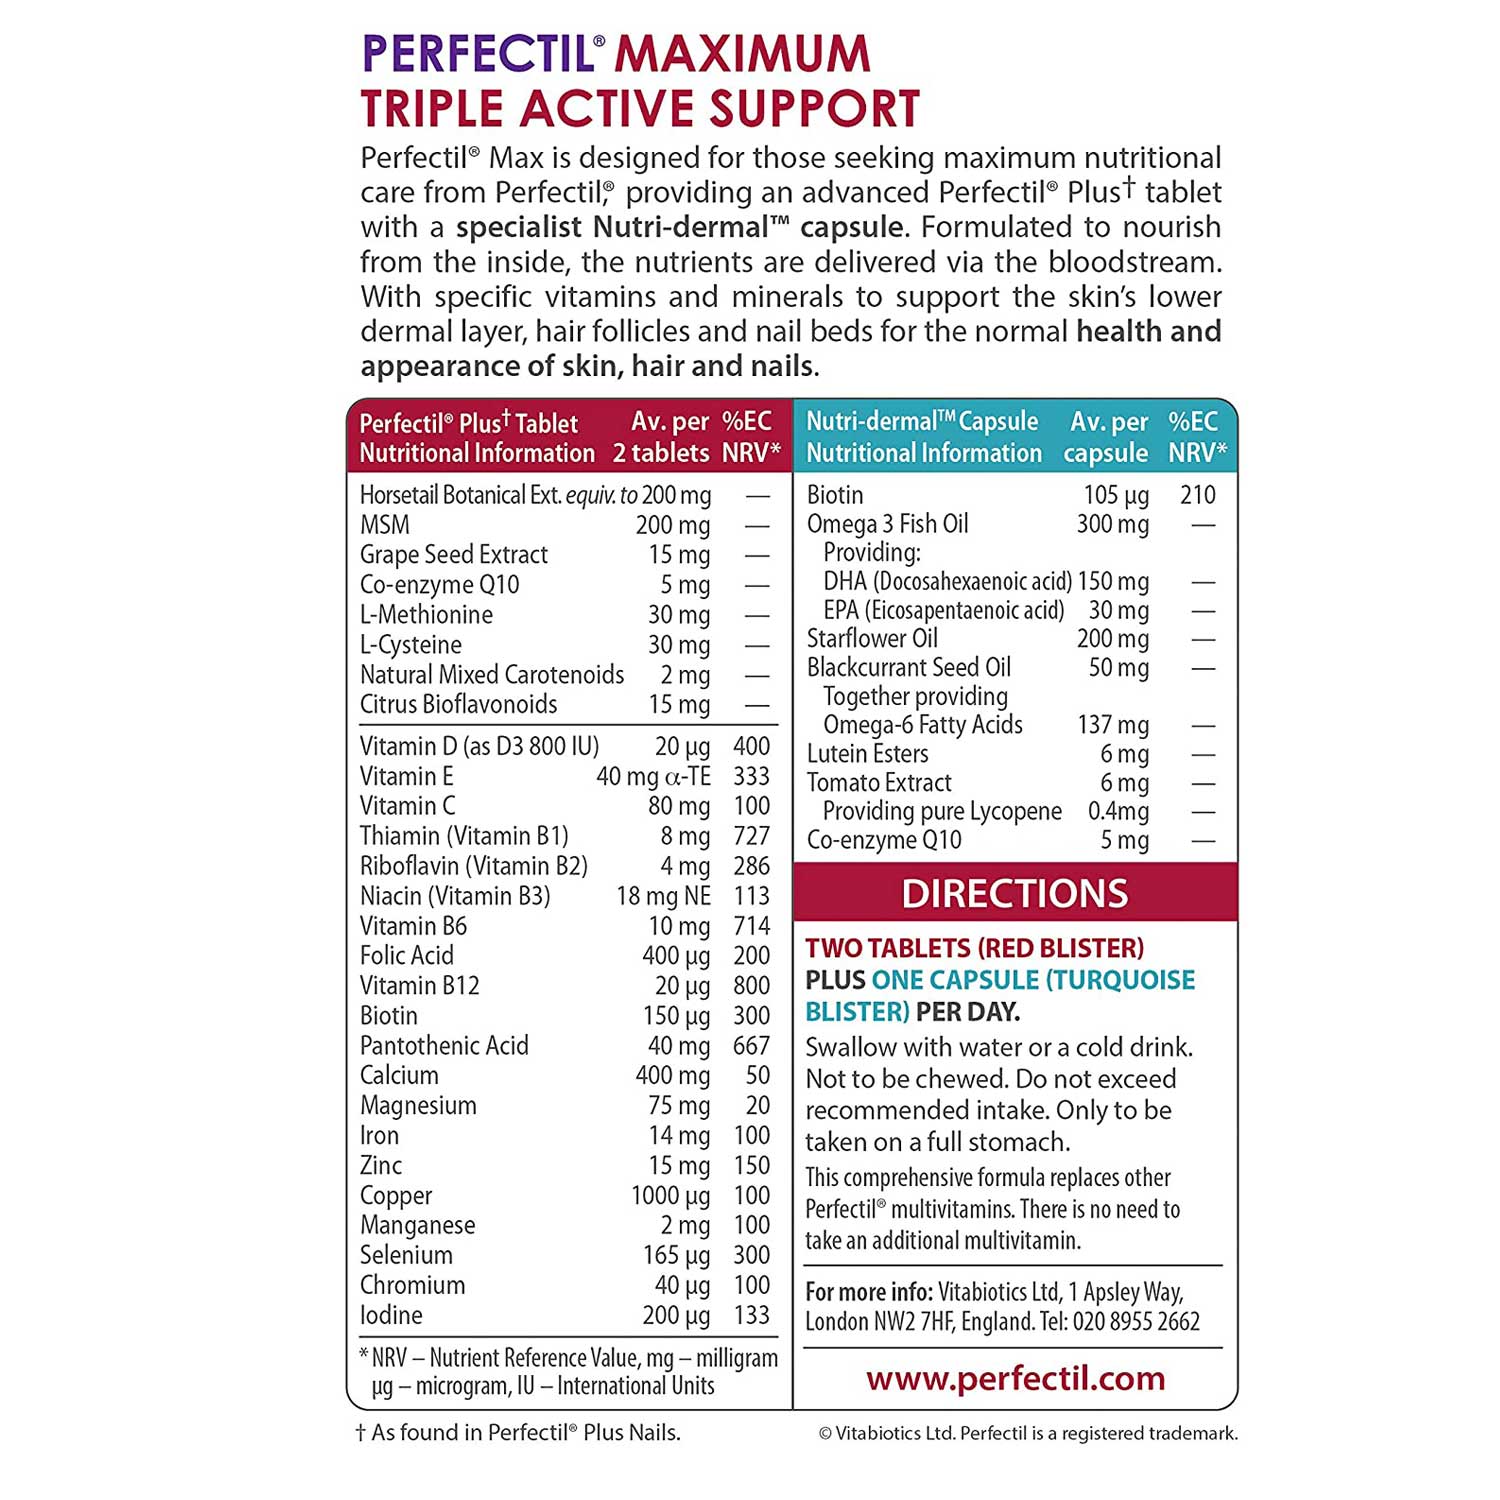 PERFECTIL® MAXIMUM
TRIPLE ACTIVE SUPPORT
Perfectil® Max is designed for those seeking maximum nutritional
care from Perfectil,® providing an advanced Perfectil® Plus† tablet
with a specialist Nutri-dermal™ capsule. Formulated to nourish
from the inside, the nutrients are delivered via the bloodstream.
With specific vitamins and minerals to support the skin's lower
dermal layer, hair follicles and nail beds for the normal health and
appearance of skin, hair and nails.
Perfectil® Plus† Tablet Av. per %EC
Nutritional Information 2 tablets NRV*
Horsetail Botanical Ext. equiv. to 200 mg —
MSM 200 mg —
Grape Seed Extract 15 mg —
Co-enzyme Q10 5 mg —
L-Methionine 30 mg —
L-Cysteine 30 mg —
Natural Mixed Carotenoids 2 mg —
Citrus Bioflavonoids 15 mg —
Vitamin D (as D3 800 IU) 20 µg 400
Vitamin E 40 mg α-TE 333
Vitamin C 80 mg 100
Thiamin (Vitamin B1) 8 mg 727
Riboflavin (Vitamin B2) 4 mg 286
Niacin (Vitamin B3) 18 mg NE 113
Vitamin B6 10 mg 714
Folic Acid 400 µg 200
Vitamin B12 20 µg 800
Biotin 150 µg 300
Pantothenic Acid 40 mg 667
Calcium 400 mg 50
Magnesium 75 mg 20
Iron 14 mg 100
Zinc 15 mg 150
Copper 1000 µg 100
Manganese 2 mg 100
Selenium 165 µg 300
Chromium 40 µg 100
Iodine 200 µg 133
* NRV – Nutrient Reference Value, mg – milligram
µg – microgram, IU – International Units
Nutri-dermal™ Capsule Av. per %EC
Nutritional Information capsule NRV*
Biotin 105 µg 210
Omega 3 Fish Oil 300 mg —
Providing:
DHA (Docosahexaenoic acid) 150 mg —
EPA (Eicosapentaenoic acid) 30 mg —
Starflower Oil 200 mg —
Blackcurrant Seed Oil 50 mg —
Together providing
Omega-6 Fatty Acids 137 mg —
Lutein Esters 6 mg —
Tomato Extract 6 mg —
Providing pure Lycopene 0.4mg —
Co-enzyme Q10 5 mg —
DIRECTIONS
TWO TABLETS (RED BLISTER)
PLUS ONE CAPSULE (TURQUOISE
BLISTER) PER DAY.
Swallow with water or a cold drink.
Not to be chewed. Do not exceed
recommended intake. Only to be
taken on a full stomach.
This comprehensive formula replaces other
Perfectil® multivitamins. There is no need to
take an additional multivitamin.
For more info: Vitabiotics Ltd, 1 Apsley Way,
London NW2 7HF, England. Tel: 020 8955 2662
www.perfectil.com
† As found in Perfectil® Plus Nails.
© Vitabiotics Ltd. Perfectil is a registered trademark.